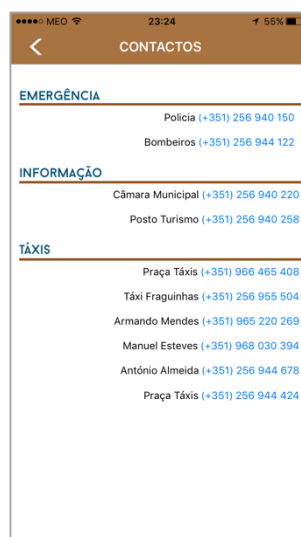 MEO 23:24 55%
CONTACTOS
EMERGÊNCIA
Policia (+351) 256 940 150
Bombeiros (+351) 256 944 122
INFORMAÇÃO
Câmara Municipal (+351) 256 940 220
Posto Turismo (+351) 256 940 258
TÁXIS
Praça Táxis (+351) 966 465 408
Táxi Fraguinhas (+351) 256 955 504
Armando Mendes (+351) 965 220 269
Manuel Esteves (+351) 968 030 394
António Almeida (+351) 256 944 678
Praça Táxis (+351) 256 944 424